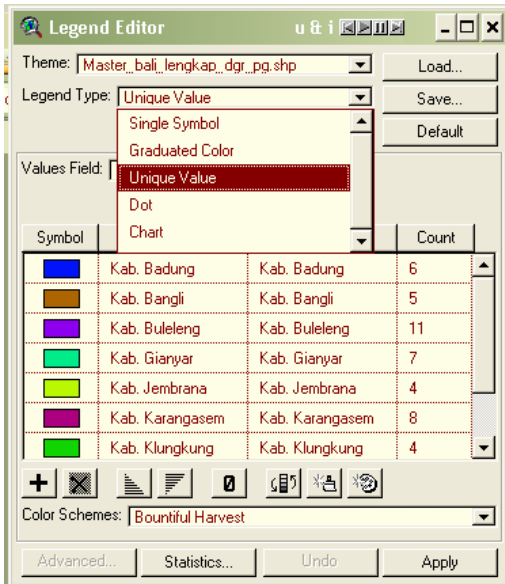 Legend Editor u & i
Theme: Master_bali_lengkap_dgr_pg.shp Load...
Legend Type: Unique Value Save...
Single Symbol Default
Graduated Color
Values Field: Unique Value
Dot
Chart
Symbol Count
Kab. Badung Kab. Badung 6
Kab. Bangli Kab. Bangli 5
Kab. Buleleng Kab. Buleleng 11
Kab. Gianyar Kab. Gianyar 7
Kab. Jembrana Kab. Jembrana 4
Kab. Karangasem Kab. Karangasem 8
Kab. Klungkung Kab. Klungkung 4
0
Color Schemes: Bountiful Harvest
Advanced... Statistics... Undo Apply